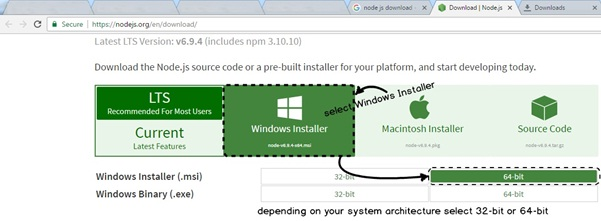 node js download
Download | Node.js
Downloads
Secure https://nodejs.org/en/download/
Latest LTS Version: v6.9.4 (includes npm 3.10.10)
Download the Node.js source code or a pre-built installer for your platform, and start developing today.
select Windows Installer
LTS
Recommended For Most Users
Current
Latest Features
Windows Installer
node-v6.9.4-x64.msi
Macintosh Installer
node-v6.9.4.pkg
Source Code
node-v6.9.4.tar.gz
Windows Installer (.msi) 32-bit 64-bit
Windows Binary (.exe) 32-bit 64-bit
depending on your system architecture select 32-bit or 64-bit